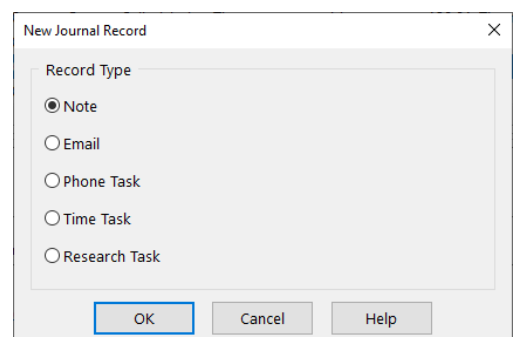 New Journal Record
Record Type
Note
Email
Phone Task
Time Task
Research Task
OK Cancel Help